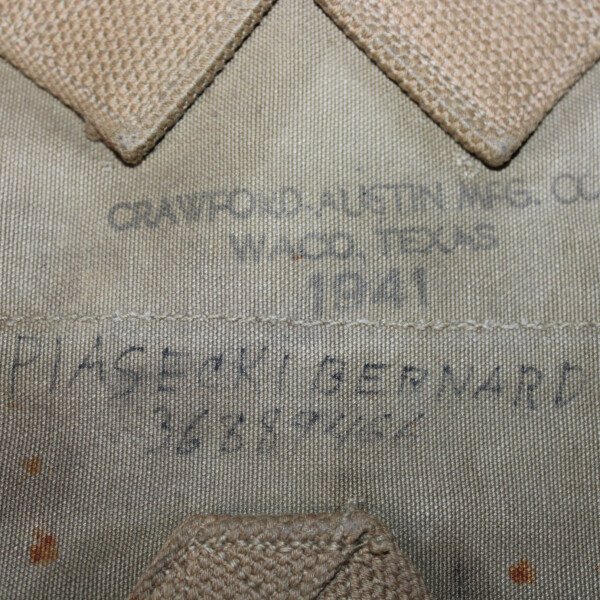 CRAWFORD-AUSTIN MFG. CO.
WACO, TEXAS
1941
PIASECKI BERNARD